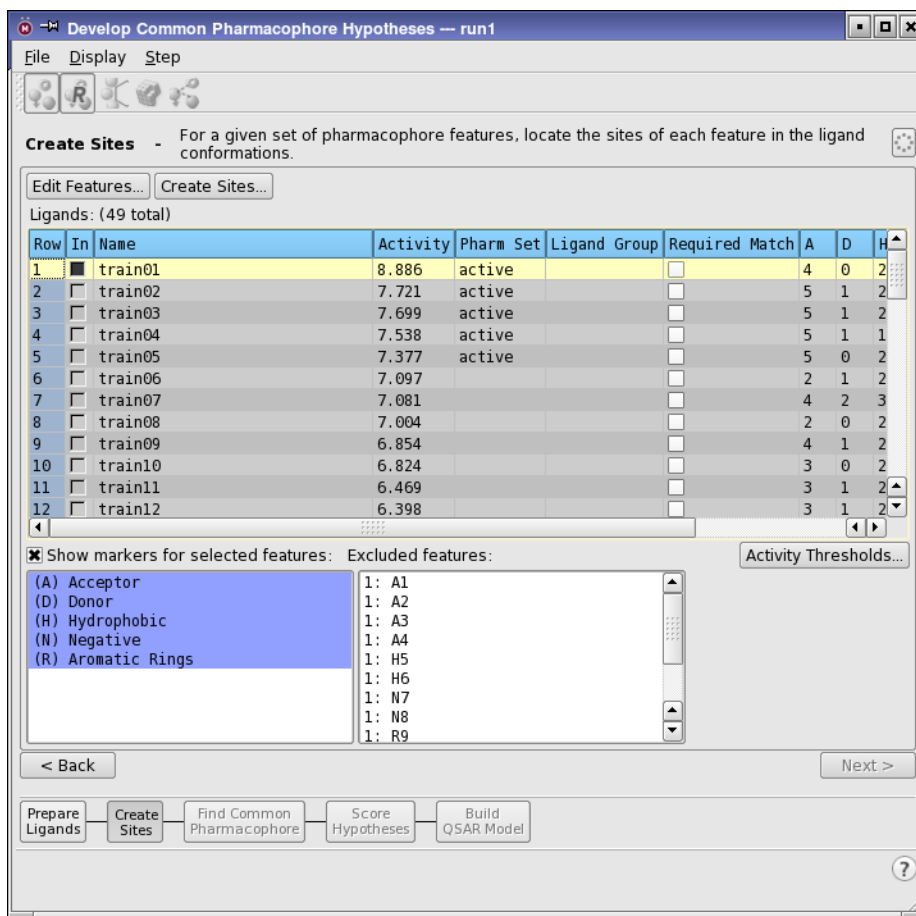 Develop Common Pharmacophore Hypotheses --- run1
File Display Step
Create Sites - For a given set of pharmacophore features, locate the sites of each feature in the ligand
conformations.
Edit Features... Create Sites...
Ligands: (49 total)
Row In Name Activity Pharm Set Ligand Group Required Match A D H
1 train01 8.886 active 4 0 2
2 train02 7.721 active 5 1 2
3 train03 7.699 active 5 1 2
4 train04 7.538 active 5 1 1
5 train05 7.377 active 5 0 2
6 train06 7.097 2 1 2
7 train07 7.081 4 2 3
8 train08 7.004 2 0 2
9 train09 6.854 4 1 2
10 train10 6.824 3 0 2
11 train11 6.469 3 1 2
12 train12 6.398 3 1 2
Show markers for selected features: Excluded features: Activity Thresholds...
(A) Acceptor
(D) Donor
(H) Hydrophobic
(N) Negative
(R) Aromatic Rings
1: A1
1: A2
1: A3
1: A4
1: H5
1: H6
1: N7
1: N8
1: R9
< Back Next >
Prepare
Ligands
Create
Sites
Find Common
Pharmacophore
Score
Hypotheses
Build
QSAR Model
?